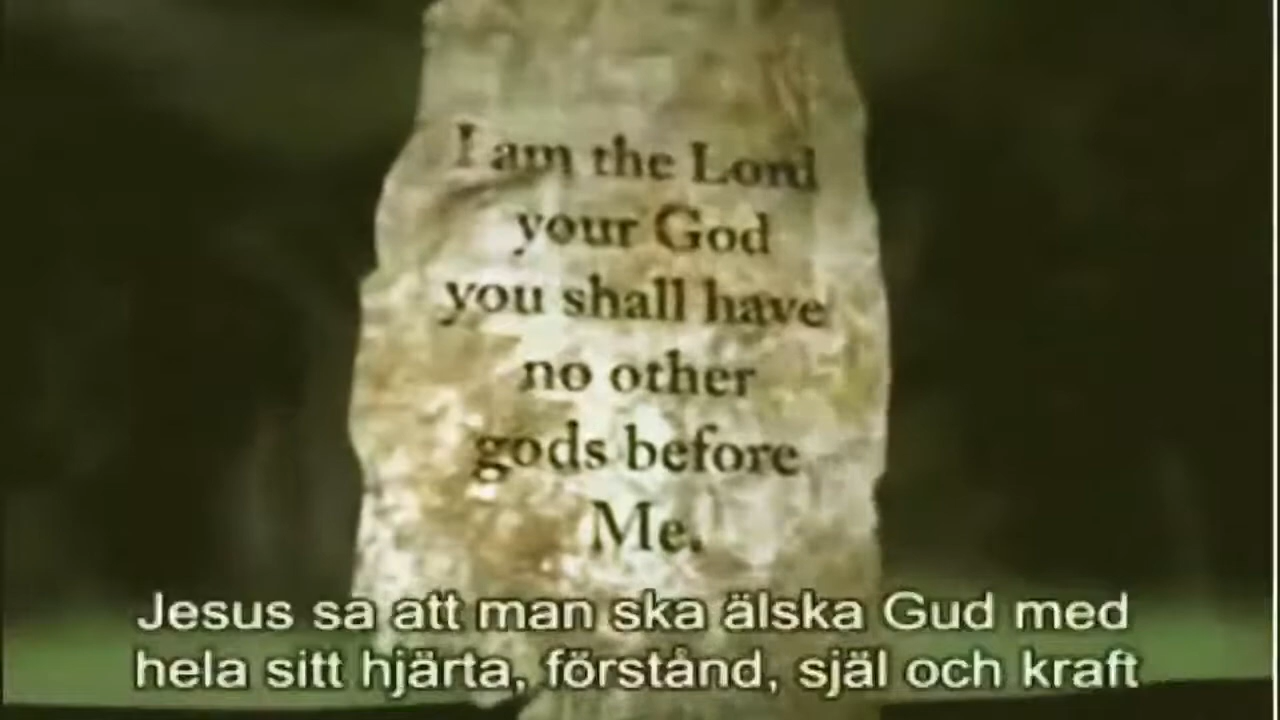 I am the Lord
your God
you shall have
no other
gods before
Me.
Jesus sa att man ska älska Gud med
hela sitt hjärta, förstånd, själ och kraft